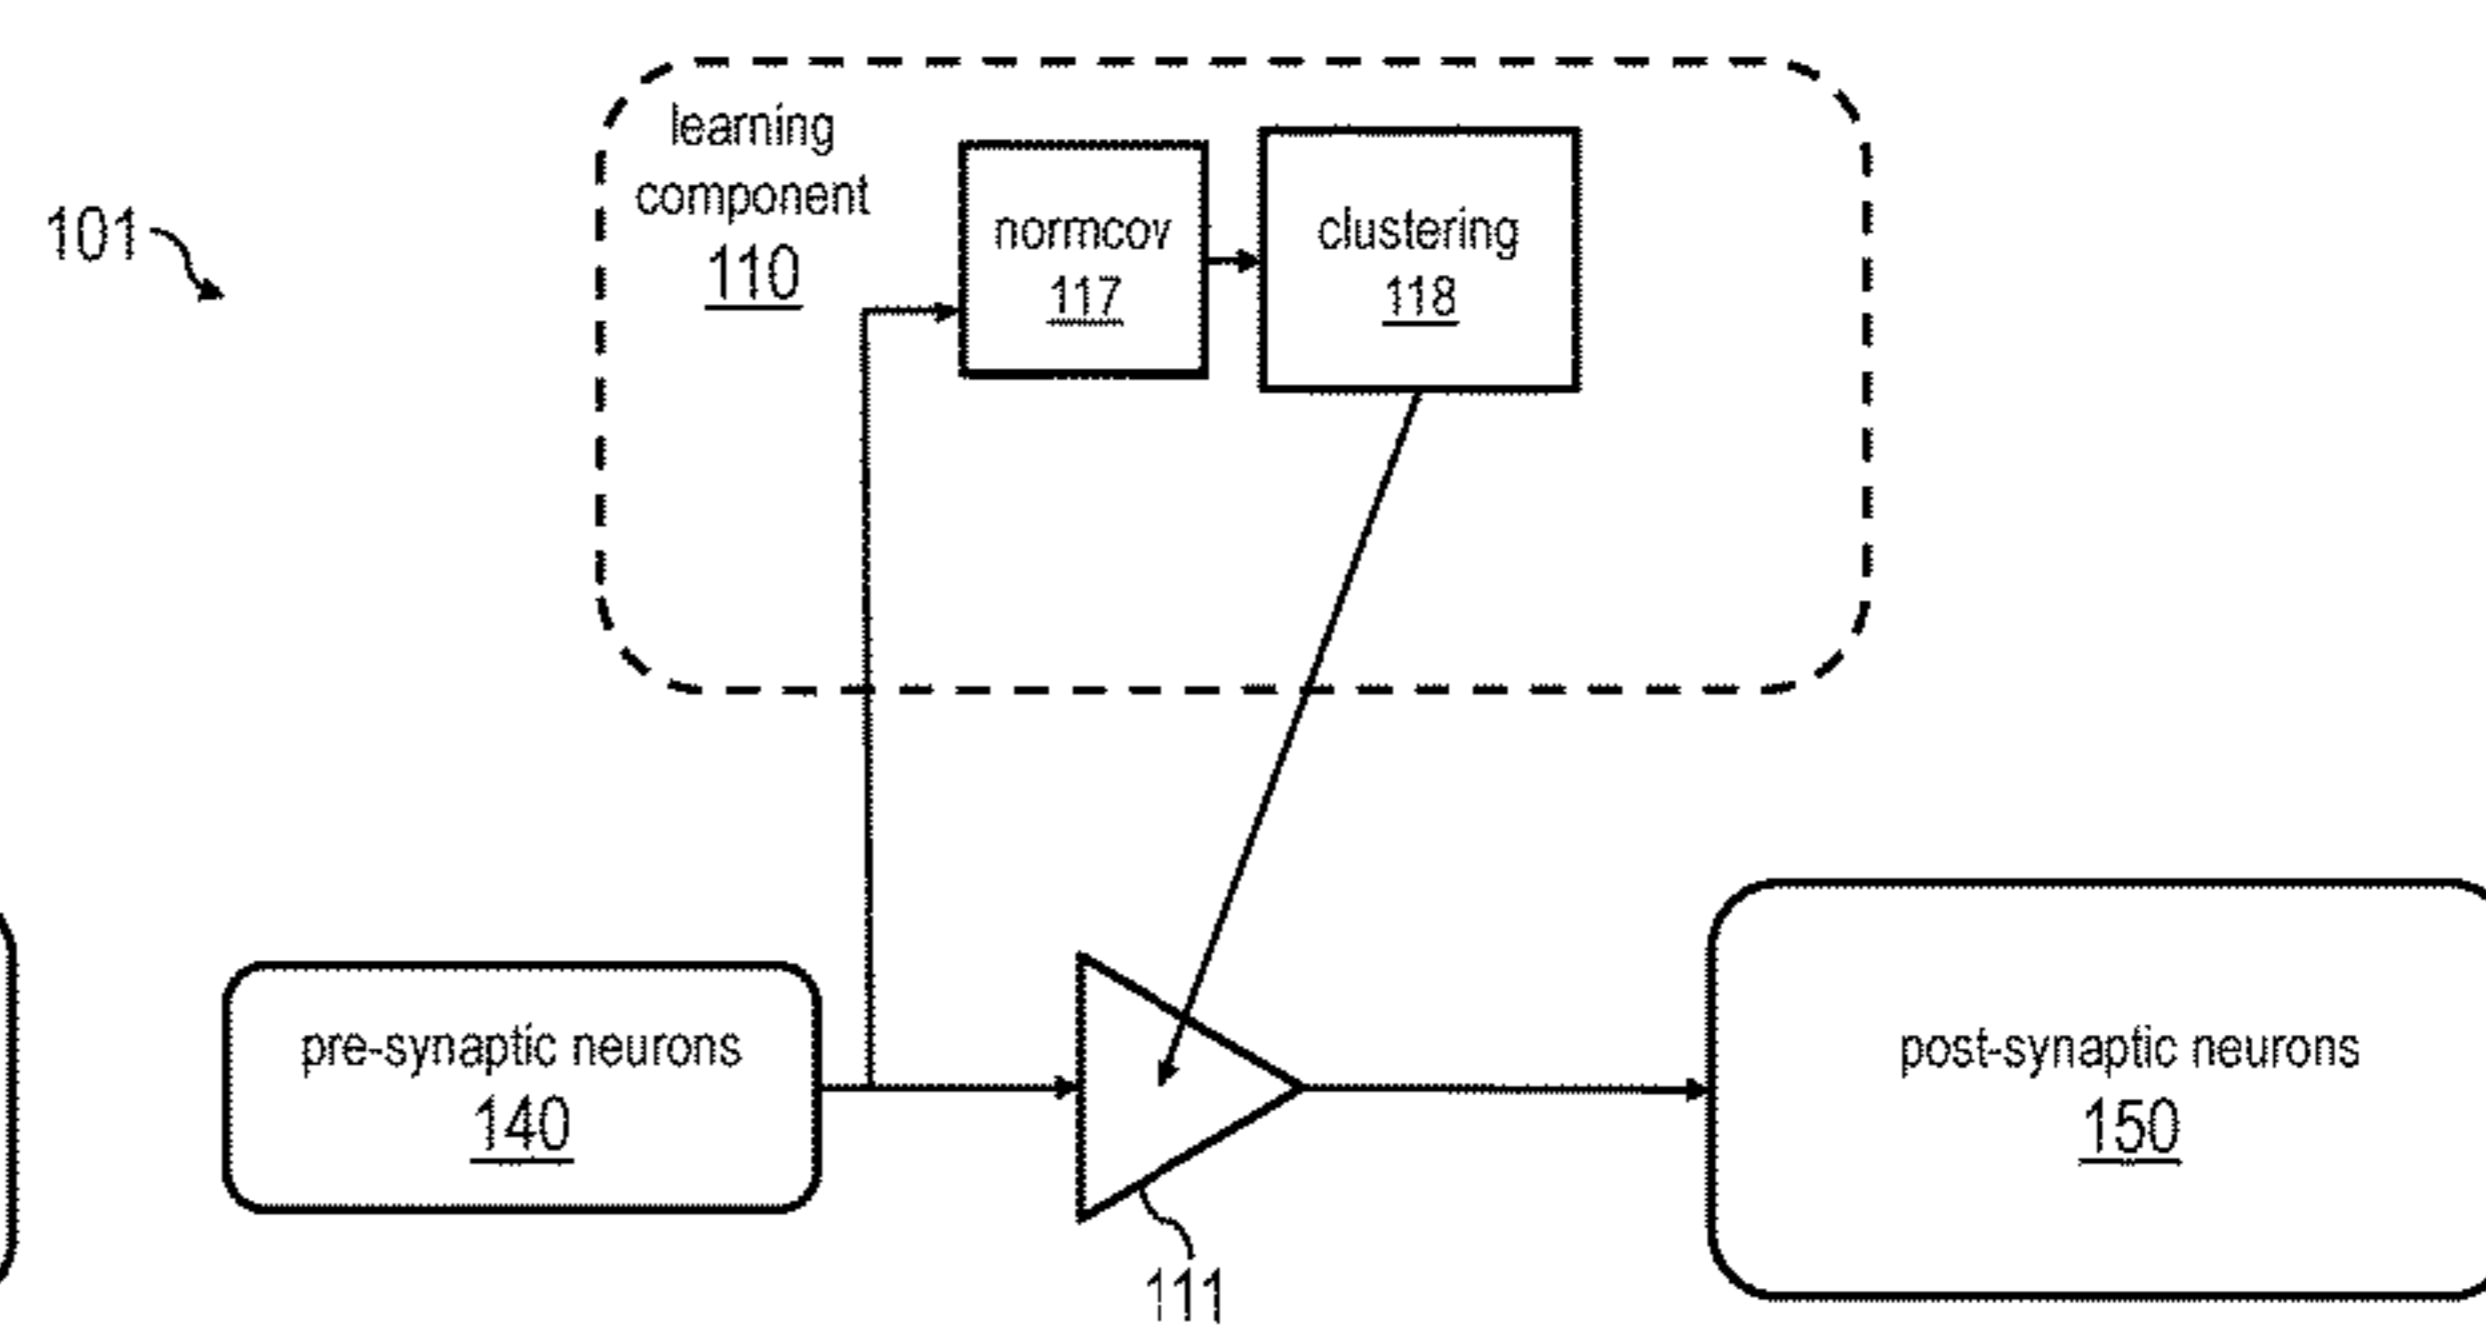 learning
component
110
normcov
117
clustering
118
101
pre-synaptic neurons
140
post-synaptic neurons
150
111